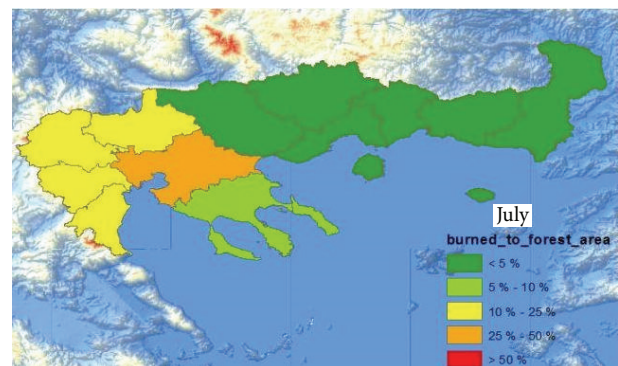 July
burned_to_forest_area
< 5 %
5 % - 10 %
10 % - 25 %
25 % - 50 %
> 50 %